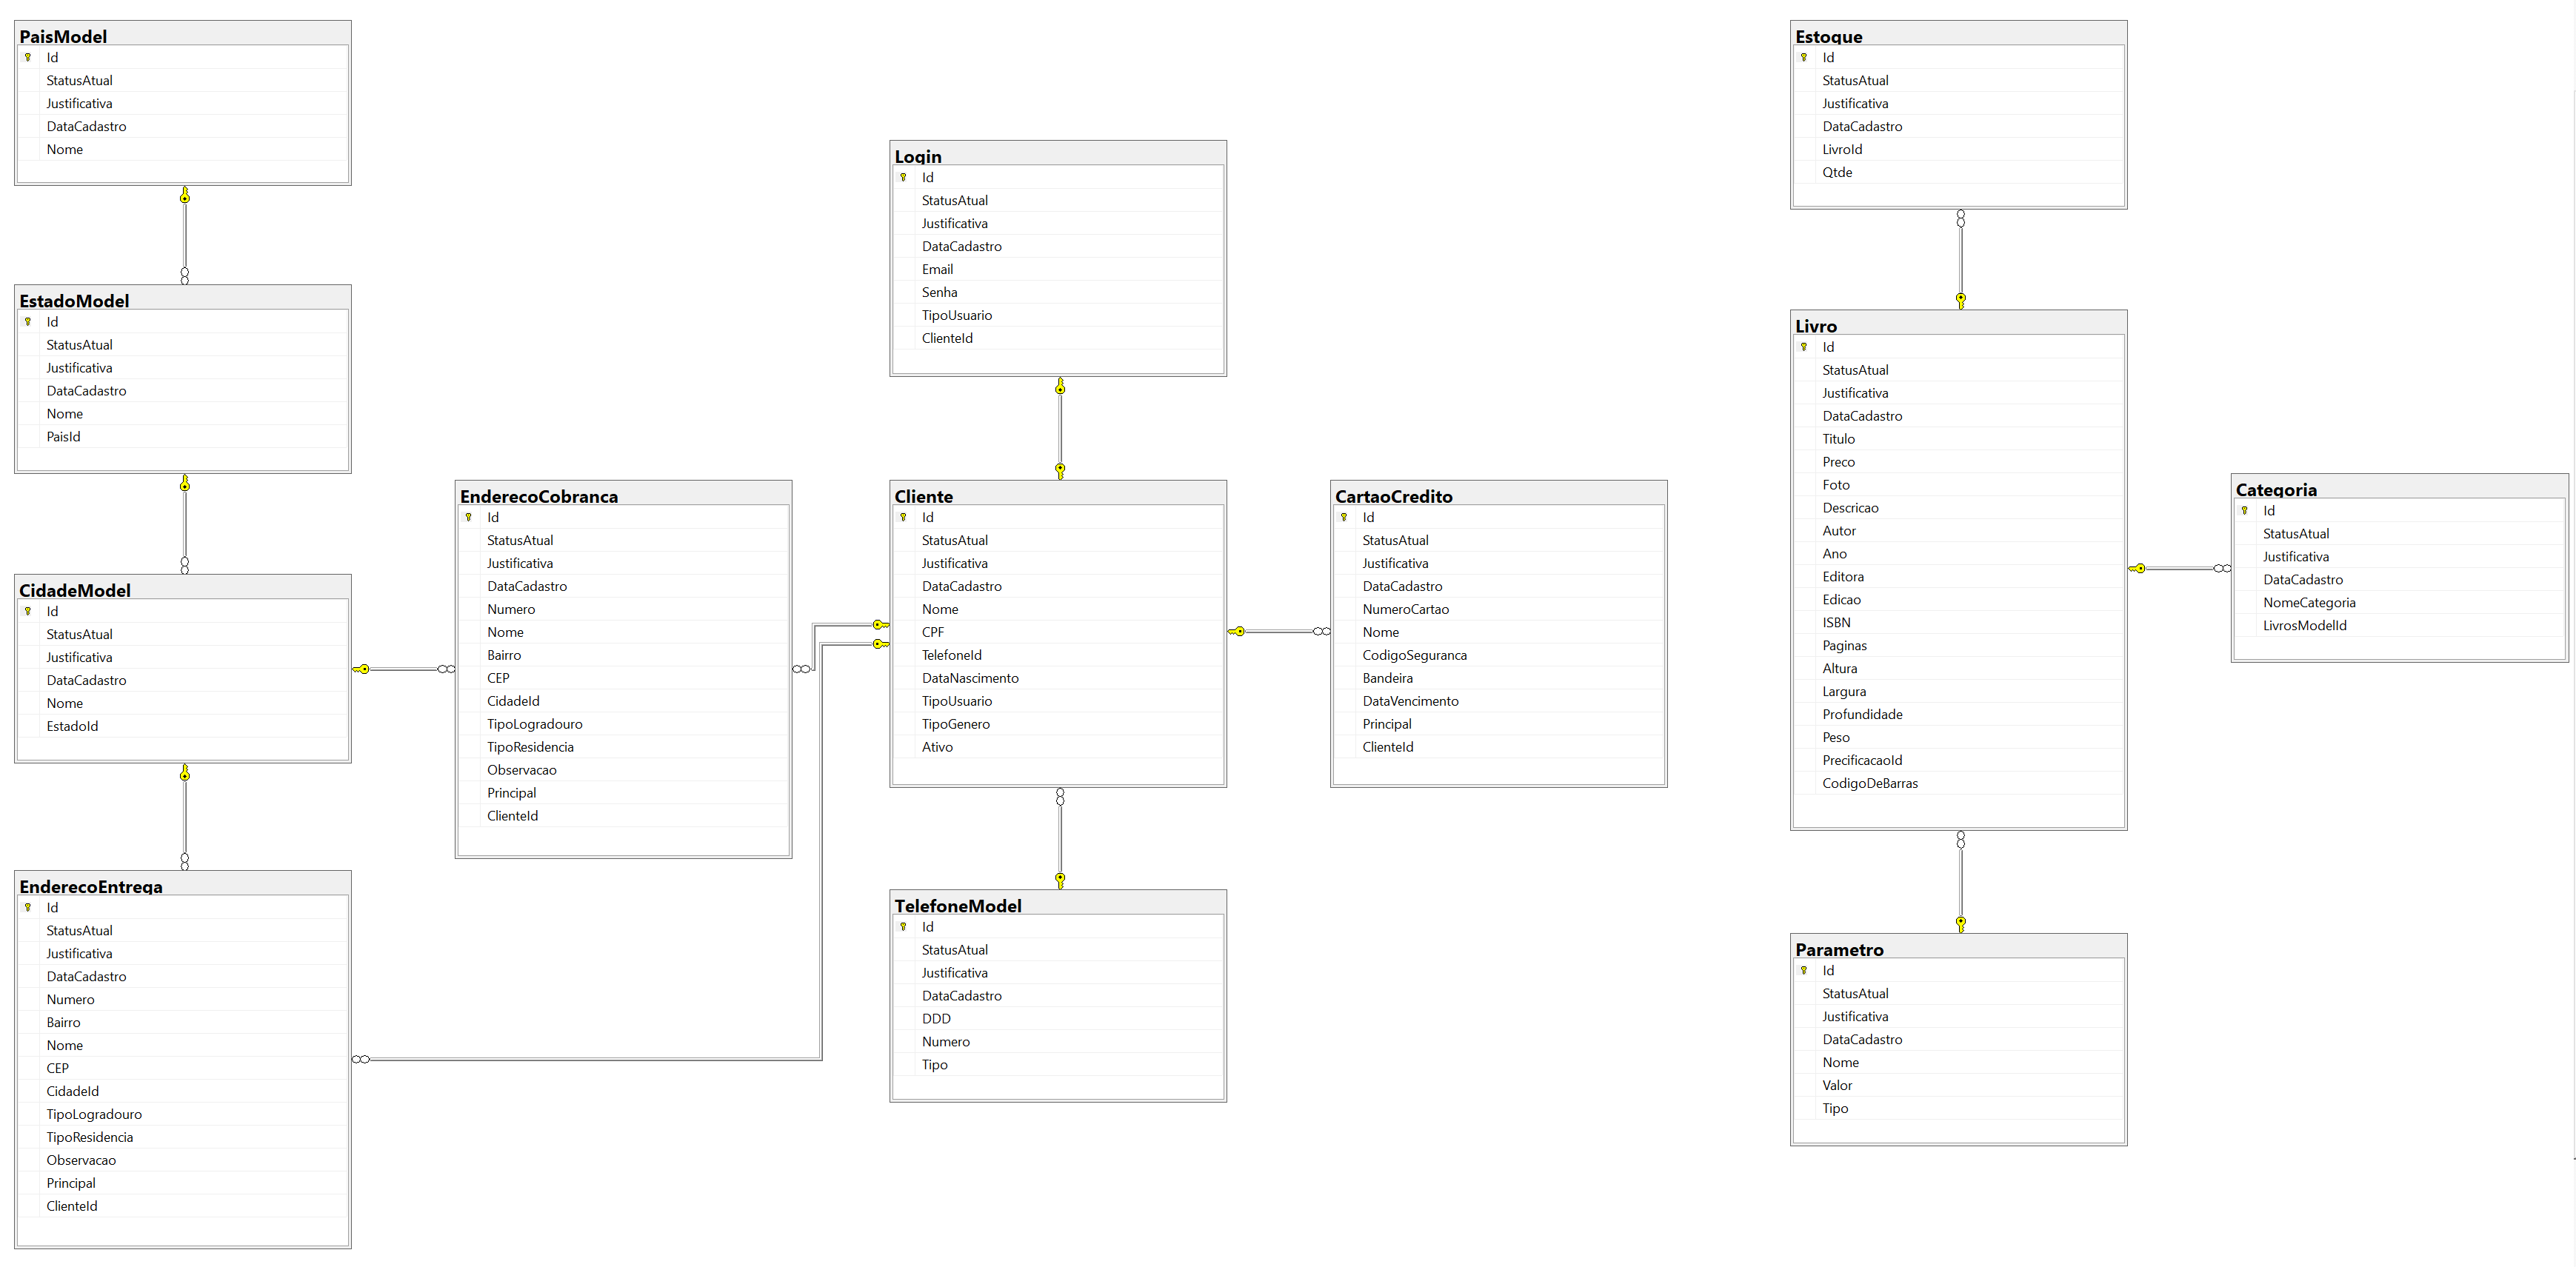 PaisModel
Id
StatusAtual
Justificativa
DataCadastro
Nome
EstadoModel
Id
StatusAtual
Justificativa
DataCadastro
Nome
PaisId
CidadeModel
Id
StatusAtual
Justificativa
DataCadastro
Nome
EstadoId
EnderecoEntrega
Id
StatusAtual
Justificativa
DataCadastro
Numero
Bairro
Nome
CEP
CidadeId
TipoLogradouro
TipoResidencia
Observacao
Principal
ClienteId
EnderecoCobranca
Id
StatusAtual
Justificativa
DataCadastro
Numero
Nome
Bairro
CEP
CidadeId
TipoLogradouro
TipoResidencia
Observacao
Principal
ClienteId
Login
Id
StatusAtual
Justificativa
DataCadastro
Email
Senha
TipoUsuario
ClienteId
Cliente
Id
StatusAtual
Justificativa
DataCadastro
Nome
CPF
TelefoneId
DataNascimento
TipoUsuario
TipoGenero
Ativo
TelefoneModel
Id
StatusAtual
Justificativa
DataCadastro
DDD
Numero
Tipo
CartaoCredito
Id
StatusAtual
Justificativa
DataCadastro
NumeroCartao
Nome
CodigoSeguranca
Bandeira
DataVencimento
Principal
ClienteId
Estoque
Id
StatusAtual
Justificativa
DataCadastro
LivroId
Qtde
Livro
Id
StatusAtual
Justificativa
DataCadastro
Titulo
Preco
Foto
Descricao
Autor
Ano
Editora
Edicao
ISBN
Paginas
Altura
Largura
Profundidade
Peso
PrecificacaoId
CodigoDeBarras
Parametro
Id
StatusAtual
Justificativa
DataCadastro
Nome
Valor
Tipo
Categoria
Id
StatusAtual
Justificativa
DataCadastro
NomeCategoria
LivrosModelId